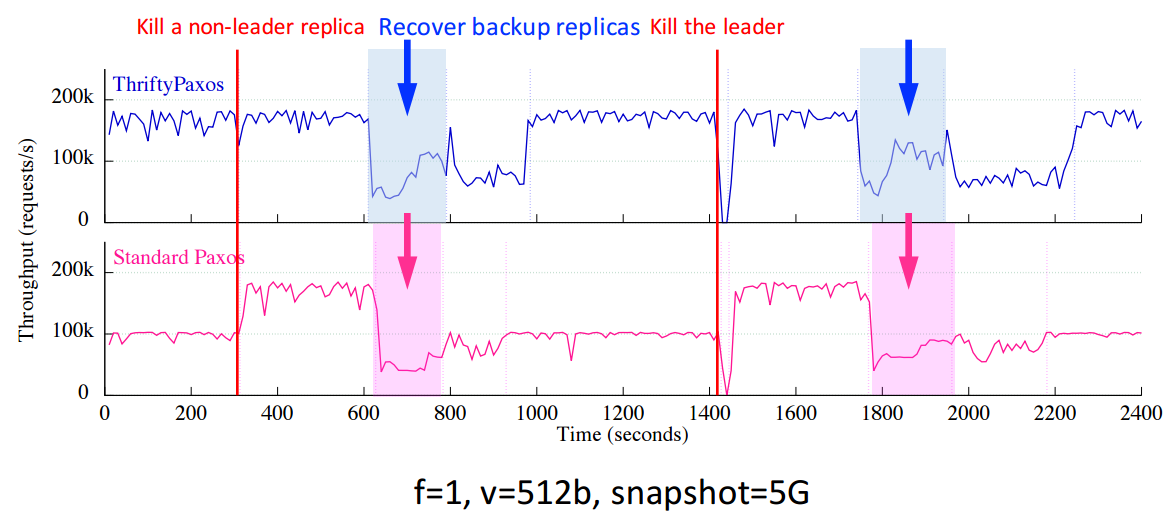 Kill a non-leader replica Recover backup replicas Kill the leader
ThriftyPaxos
200k
100k
0
Standard Paxos
200k
100k
0
Throughput (requests/s)
0 200 400 600 800 1000 1200 1400 1600 1800 2000 2200 2400
Time (seconds)
f=1, v=512b, snapshot=5G